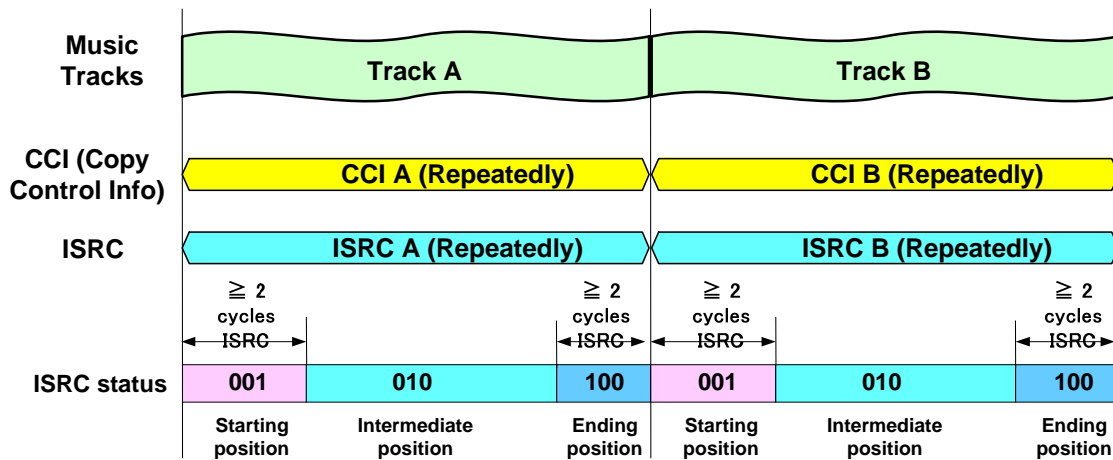 Music
Tracks
Track A
Track B
CCI (Copy
Control Info)
CCI A (Repeatedly)
CCI B (Repeatedly)
ISRC
ISRC A (Repeatedly)
ISRC B (Repeatedly)
≧ 2
cycles
ISRC
≧ 2
cycles
ISRC
≧ 2
cycles
ISRC
≧ 2
cycles
ISRC
ISRC status
001
010
100
001
010
100
Starting
position
Intermediate
position
Ending
position
Starting
position
Intermediate
position
Ending
position